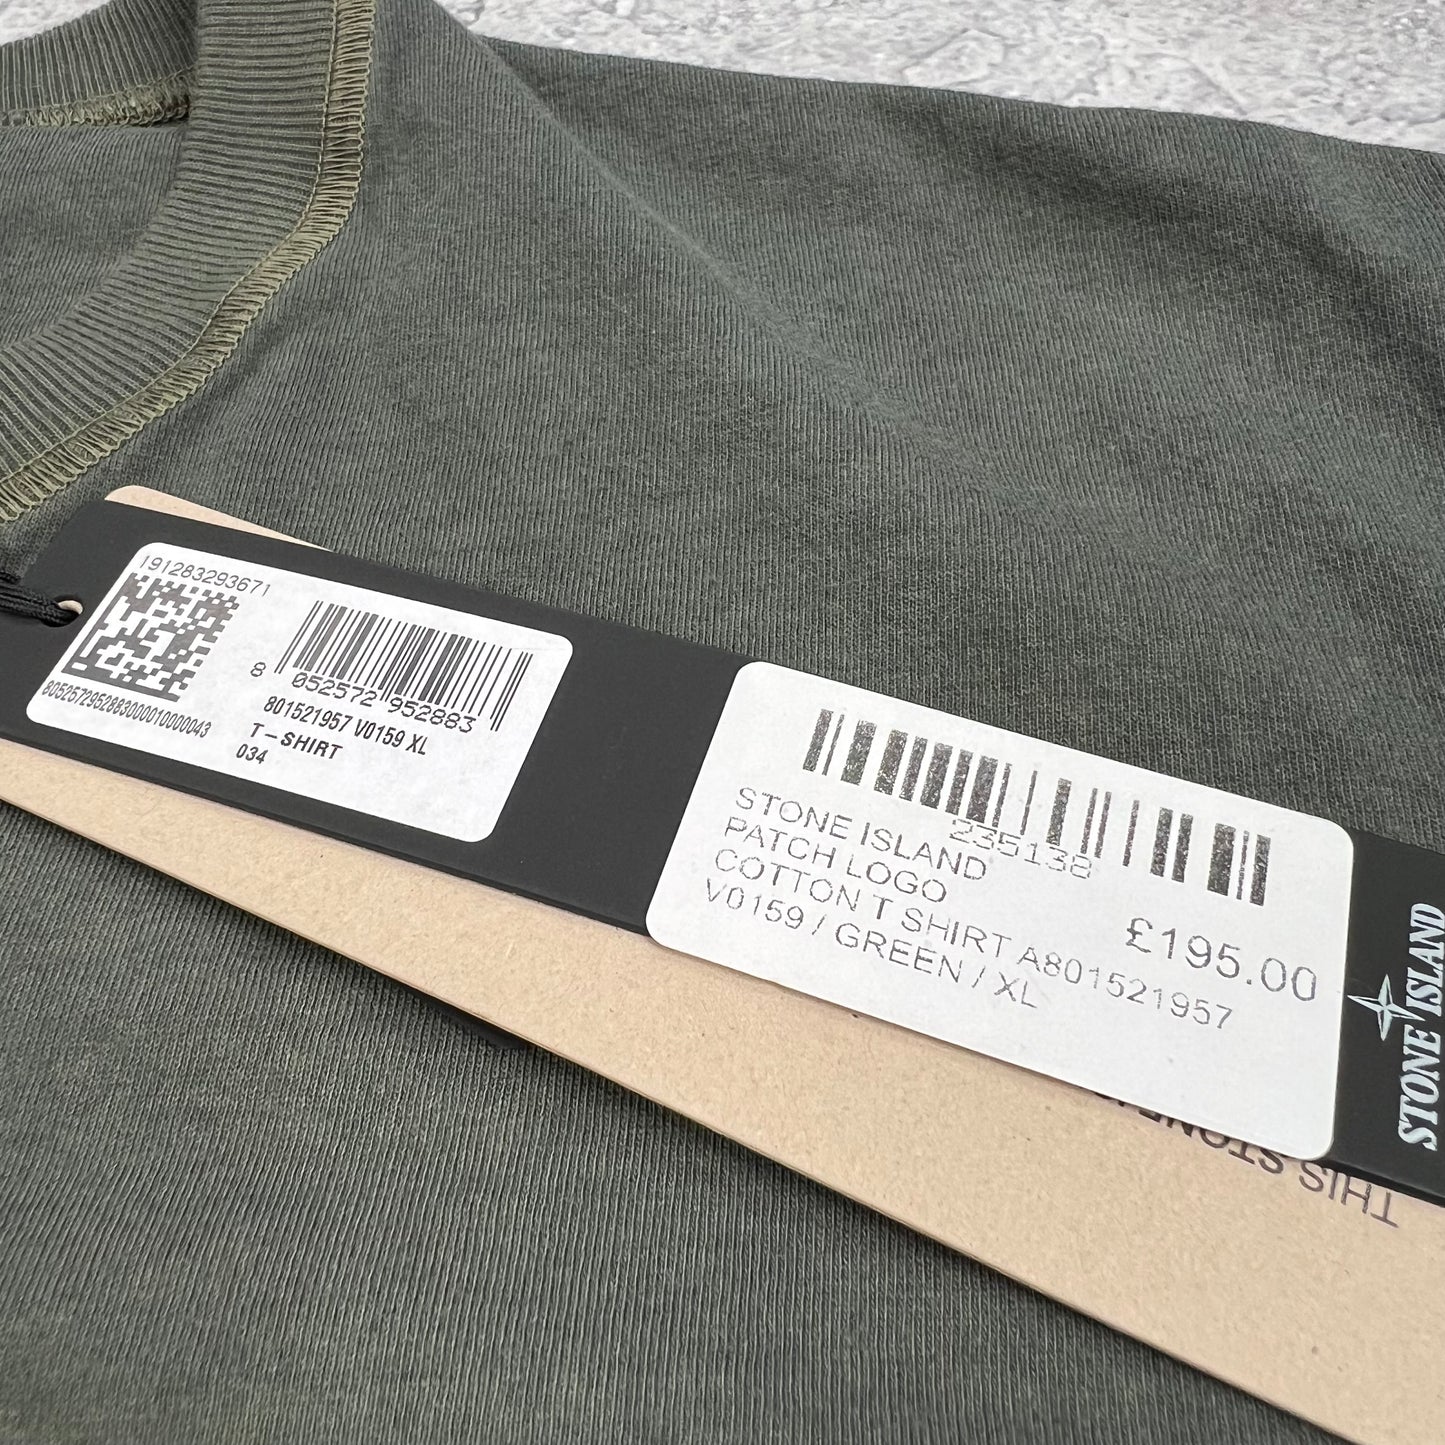 191283293671
8052572952883000010000043
8 052572 952883
801521957 V0159 XL
T-SHIRT
034
235138
STONE ISLAND
PATCH LOGO
COTTON T SHIRT A801521957
V0159 / GREEN / XL
£195.00
STONE ISLAND
THIS STONE